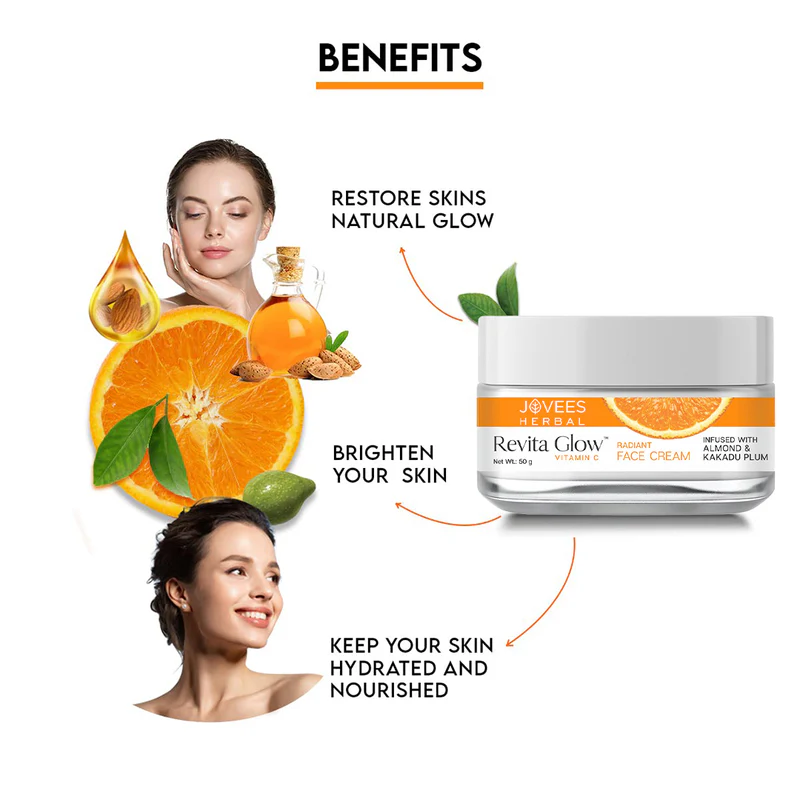 BENEFITS
RESTORE SKINS
NATURAL GLOW
JOVEES
HERBAL
Revita Glow™
VITAMIN C
Net Wt.: 50 g
RADIANT
FACE CREAM
INFUSED WITH
ALMOND &
KAKADU PLUM
BRIGHTEN
YOUR SKIN
KEEP YOUR SKIN
HYDRATED AND
NOURISHED